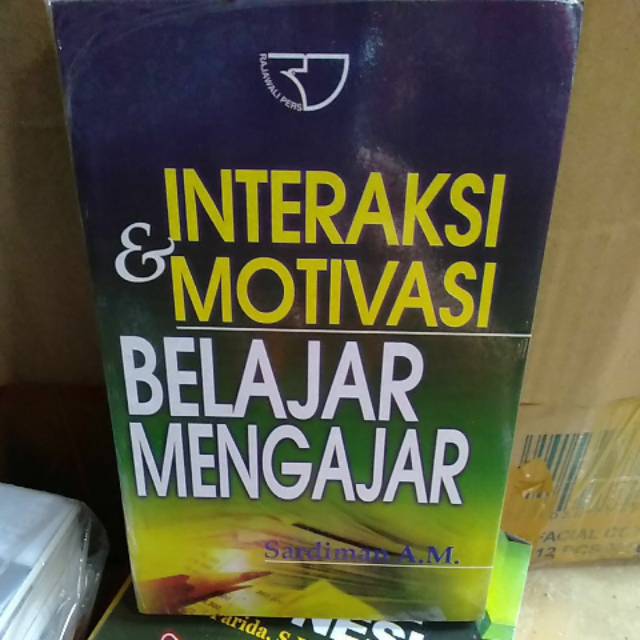 RAJAWALI PERS
INTERAKSI
& MOTIVASI
BELAJAR
MENGAJAR
Sardiman A.M.